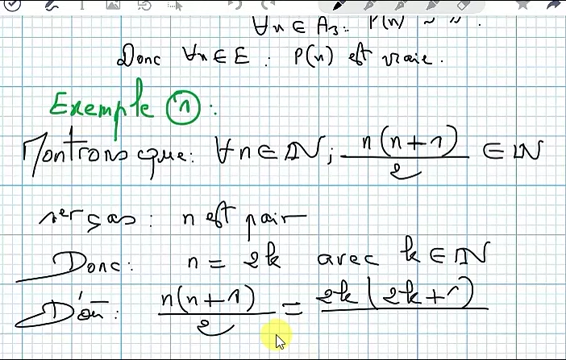 ∀n ∈ A₃ : P(n) ~ "
Donc ∀n ∈ E : P(n) est vraie.
Exemple ① :
Montrons que : ∀n ∈ ℕ ; n(n+1)/2 ∈ ℕ
1er cas : n est pair
Donc : n = 2k avec k ∈ ℕ
D'où : n(n+1)/2 = 2k(2k+1)